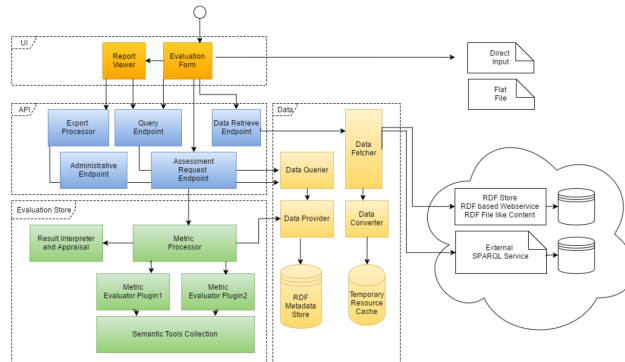 UI
Report
Viewer
Evaluation
Form
Direct
Input
Flat
File
API
Export
Processor
Query
Endpoint
Data Retrieve
Endpoint
Administrative
Endpoint
Assessment
Request
Endpoint
Data
Data
Fetcher
Data Querier
Data Provider
Data
Converter
RDF
Metadata
Store
Temporary
Resource
Cache
RDF Store
RDF based Webservice
RDF File like Content
External
SPARQL Service
Evaluation Store
Result Interpreter
and Appraisal
Metric
Processor
Metric
Evaluator Plugin1
Metric
Evaluator Plugin2
Semantic Tools Collection